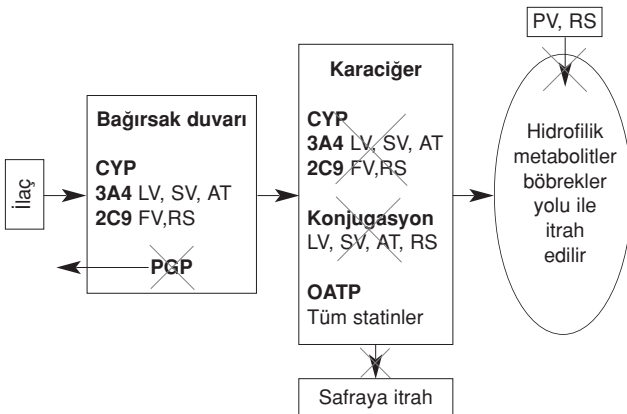 İlaç
Bağırsak duvarı
CYP
3A4 LV, SV, AT
2C9 FV,RS
PGP
Karaciğer
CYP
3A4 LV, SV, AT
2C9 FV,RS
Konjugasyon
LV, SV, AT, RS
OATP
Tüm statinler
Safraya itrah
PV, RS
Hidrofilik
metabolitler
böbrekler
yolu ile
itrah
edilir